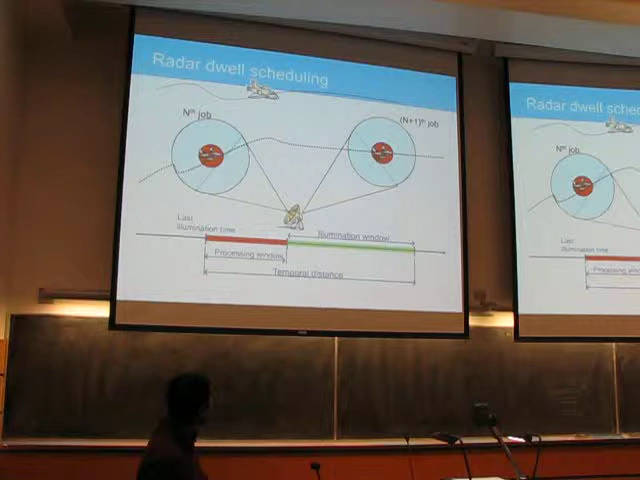 Radar dwell scheduling
Nth job
(N+1)th job
Last
illumination time
Illumination window
Processing window
Temporal distance
Radar dwell sched
Nth job
Last
illumination time
Processing window